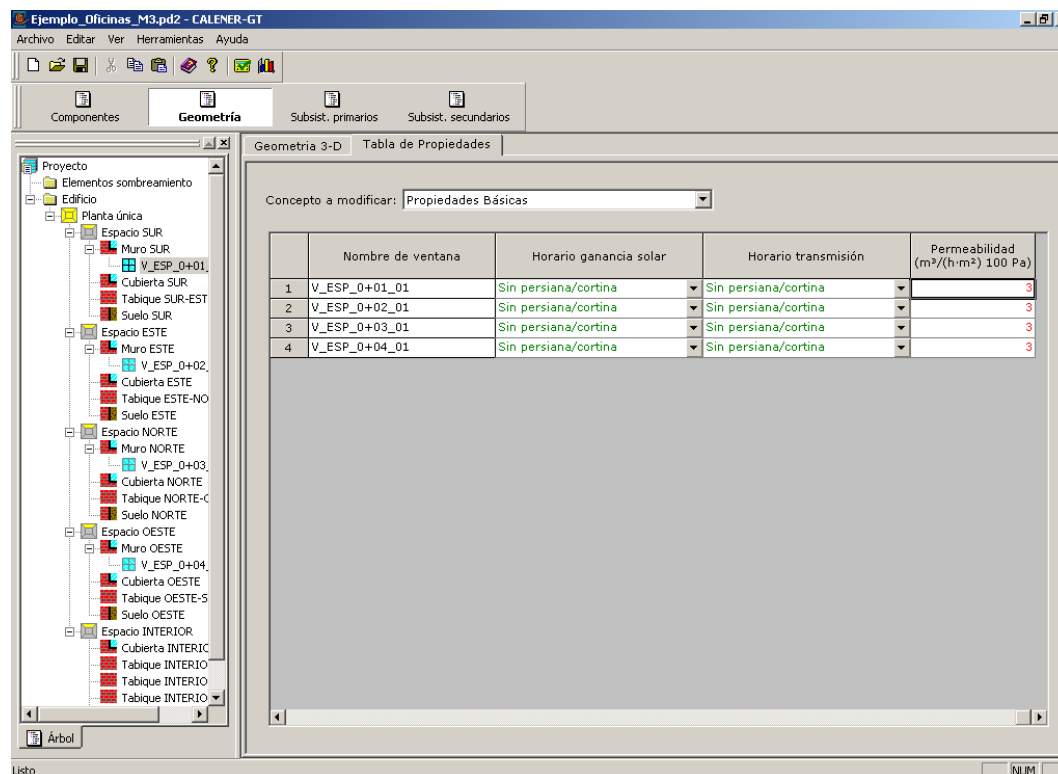 Ejemplo_Oficinas_M3.pd2 - CALENER-GT
Archivo Editar Ver Herramientas Ayuda
Componentes Geometría Subsist. primarios Subsist. secundarios
Proyecto
Elementos sombreamiento
Edificio
Planta única
Espacio SUR
Muro SUR
V_ESP_0+01_
Cubierta SUR
Tabique SUR-EST
Suelo SUR
Espacio ESTE
Muro ESTE
V_ESP_0+02_
Cubierta ESTE
Tabique ESTE-NO
Suelo ESTE
Espacio NORTE
Muro NORTE
V_ESP_0+03_
Cubierta NORTE
Tabique NORTE-O
Suelo NORTE
Espacio OESTE
Muro OESTE
V_ESP_0+04_
Cubierta OESTE
Tabique OESTE-S
Suelo OESTE
Espacio INTERIOR
Cubierta INTERIO
Tabique INTERIO
Tabique INTERIO
Tabique INTERIO
Árbol
Geometria 3-D Tabla de Propiedades
Concepto a modificar: Propiedades Básicas
Nombre de ventana Horario ganancia solar Horario transmisión Permeabilidad (m³/(h·m²) 100 Pa)
1 V_ESP_0+01_01 Sin persiana/cortina Sin persiana/cortina 3
2 V_ESP_0+02_01 Sin persiana/cortina Sin persiana/cortina 3
3 V_ESP_0+03_01 Sin persiana/cortina Sin persiana/cortina 3
4 V_ESP_0+04_01 Sin persiana/cortina Sin persiana/cortina 3
Listo NUM